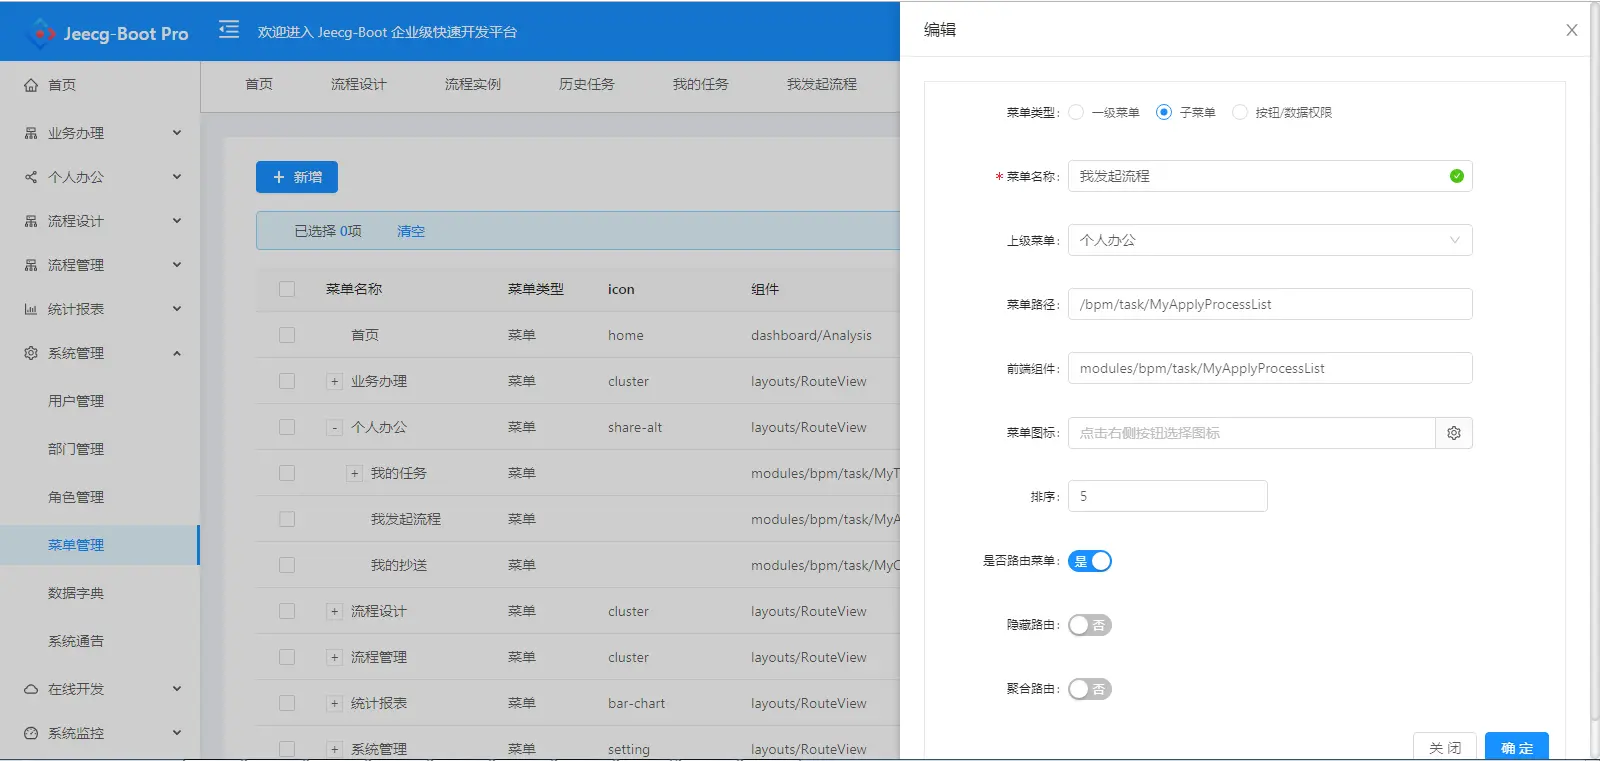 Jeecg-Boot Pro
欢迎进入 Jeecg-Boot 企业级快速开发平台
首页
业务办理
个人办公
流程设计
流程管理
统计报表
系统管理
用户管理
部门管理
角色管理
菜单管理
数据字典
系统通告
在线开发
系统监控
首页 流程设计 流程实例 历史任务 我的任务 我发起流程
+ 新增
已选择 0项 清空
菜单名称 菜单类型 icon 组件
首页 菜单 home dashboard/Analysis
+ 业务办理 菜单 cluster layouts/RouteView
- 个人办公 菜单 share-alt layouts/RouteView
+ 我的任务 菜单 modules/bpm/task/MyT
我发起流程 菜单 modules/bpm/task/MyA
我的抄送 菜单 modules/bpm/task/MyC
+ 流程设计 菜单 cluster layouts/RouteView
+ 流程管理 菜单 cluster layouts/RouteView
+ 统计报表 菜单 bar-chart layouts/RouteView
+ 系统管理 菜单 setting layouts/RouteView
编辑
菜单类型: 一级菜单 子菜单 按钮/数据权限
* 菜单名称: 我发起流程
上级菜单: 个人办公
菜单路径: /bpm/task/MyApplyProcessList
前端组件: modules/bpm/task/MyApplyProcessList
菜单图标: 点击右侧按钮选择图标
排序: 5
是否路由菜单: 是
隐藏路由: 否
聚合路由: 否
关 闭 确 定